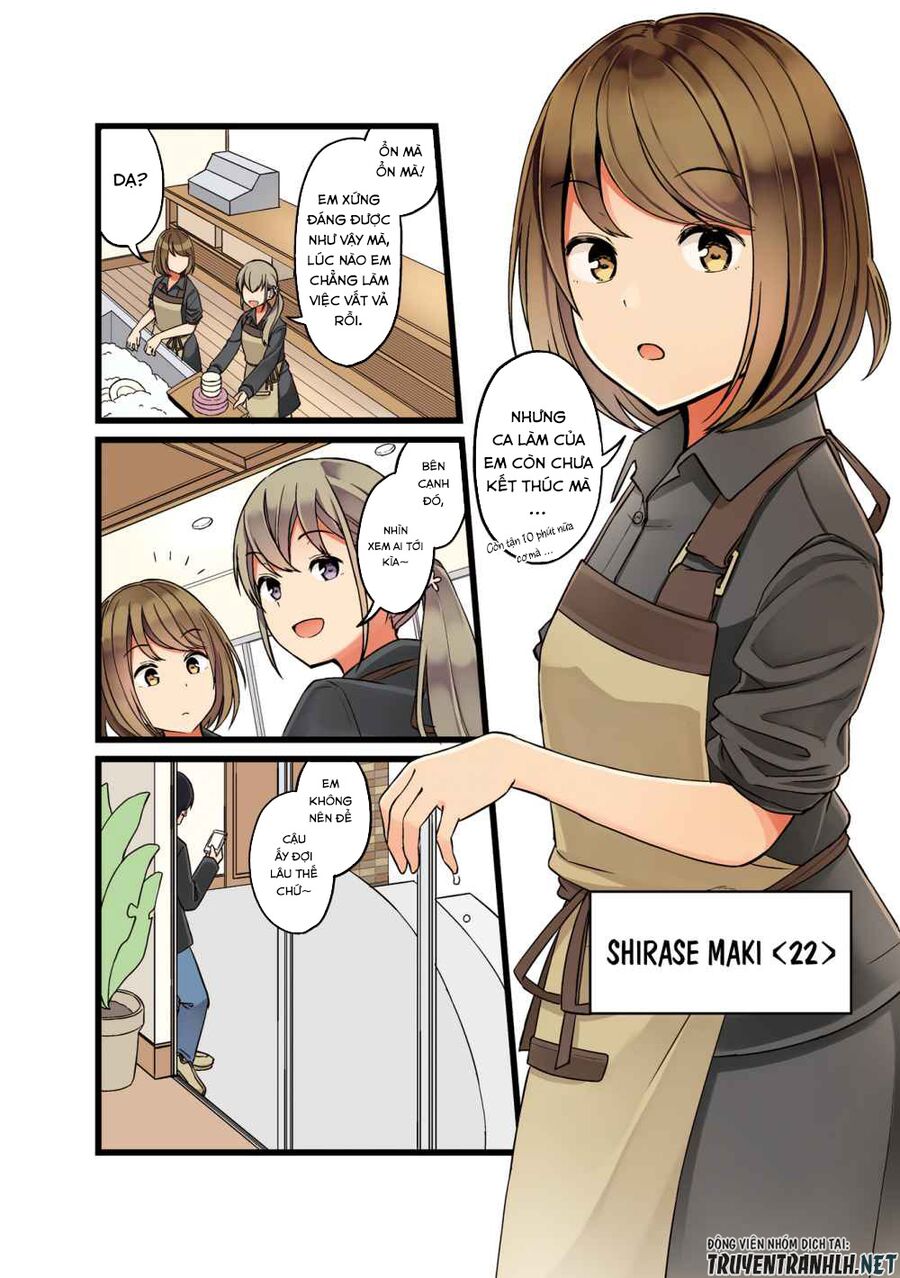 DẠ?
ỔN MÀ
ỔN MÀ!
EM XỨNG
ĐÁNG ĐƯỢC
NHƯ VẬY MÀ,
LÚC NÀO EM
CHẲNG LÀM
VIỆC VẤT VẢ
RỒI.
NHƯNG
CA LÀM CỦA
EM CÒN CHƯA
KẾT THÚC MÀ
...
Còn tận 10 phút nữa
cơ mà ...
BÊN
CẠNH
ĐÓ,
NHÌN
XEM AI TỚI
KÌA~
EM
KHÔNG
NÊN ĐỂ
CẬU
ẤY ĐỢI
LÂU THẾ
CHỨ~
SHIRASE MAKI <22>
ĐỘNG VIÊN NHÓM DỊCH TẠI:
TRUYENTRANHLH.NET